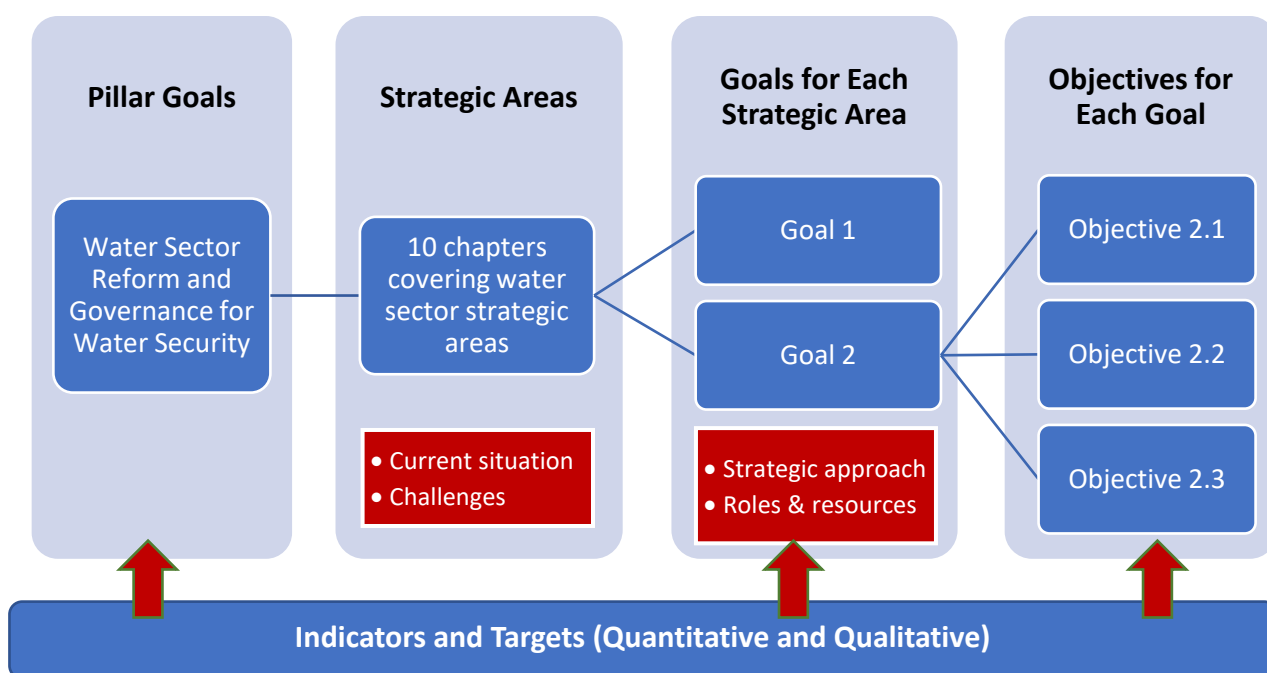 Pillar Goals
Water Sector
Reform and
Governance for
Water Security
Strategic Areas
10 chapters
covering water
sector strategic
areas
• Current situation
• Challenges
Goals for Each
Strategic Area
Goal 1
Goal 2
• Strategic approach
• Roles & resources
Objectives for
Each Goal
Objective 2.1
Objective 2.2
Objective 2.3
Indicators and Targets (Quantitative and Qualitative)